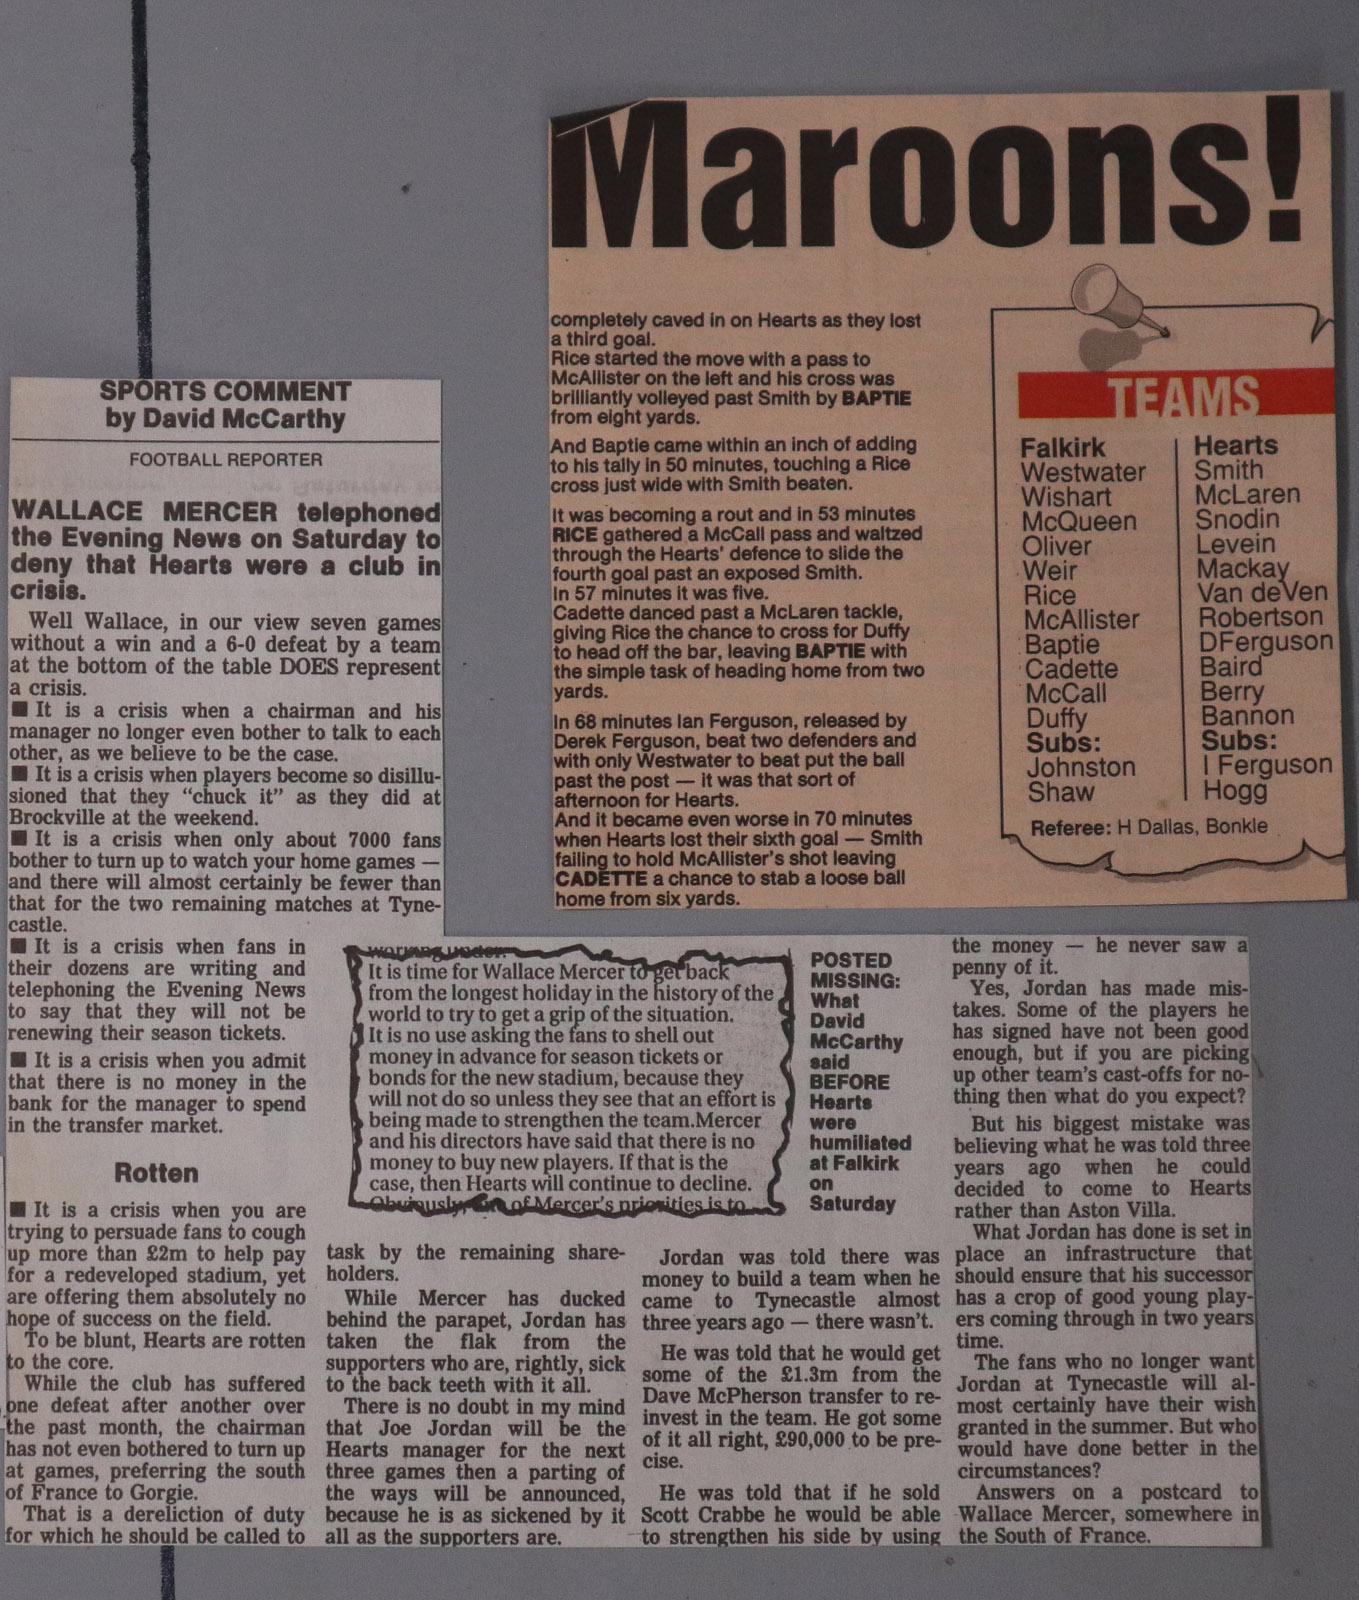 Maroons!
completely caved in on Hearts as they lost
a third goal.
Rice started the move with a pass to
McAllister on the left and his cross was
brilliantly volleyed past Smith by BAPTIE
from eight yards.
And Baptie came within an inch of adding
to his tally in 50 minutes, touching a Rice
cross just wide with Smith beaten.
It was becoming a rout and in 53 minutes
RICE gathered a McCall pass and waltzed
through the Hearts' defence to slide the
fourth goal past an exposed Smith.
In 57 minutes it was five.
Cadette danced past a McLaren tackle,
giving Rice the chance to cross for Duffy
to head off the bar, leaving BAPTIE with
the simple task of heading home from two
yards.
In 68 minutes Ian Ferguson, released by
Derek Ferguson, beat two defenders and
with only Westwater to beat put the ball
past the post — it was that sort of
afternoon for Hearts.
And it became even worse in 70 minutes
when Hearts lost their sixth goal — Smith
failing to hold McAllister's shot leaving
CADETTE a chance to stab a loose ball
home from six yards.
TEAMS
Falkirk
Westwater
Wishart
McQueen
Oliver
Weir
Rice
McAllister
Baptie
Cadette
McCall
Duffy
Subs:
Johnston
Shaw
Hearts
Smith
McLaren
Snodin
Levein
Mackay
Van deVen
Robertson
DFerguson
Baird
Berry
Bannon
Subs:
I Ferguson
Hogg
Referee: H Dallas, Bonkle
SPORTS COMMENT
by David McCarthy
FOOTBALL REPORTER
WALLACE MERCER telephoned
the Evening News on Saturday to
deny that Hearts were a club in
crisis.
Well Wallace, in our view seven games
without a win and a 6-0 defeat by a team
at the bottom of the table DOES represent
a crisis.
■ It is a crisis when a chairman and his
manager no longer even bother to talk to each
other, as we believe to be the case.
■ It is a crisis when players become so disillu-
sioned that they “chuck it” as they did at
Brockville at the weekend.
■ It is a crisis when only about 7000 fans
bother to turn up to watch your home games —
and there will almost certainly be fewer than
that for the two remaining matches at Tyne-
castle.
■ It is a crisis when fans in
their dozens are writing and
telephoning the Evening News
to say that they will not be
renewing their season tickets.
■ It is a crisis when you admit
that there is no money in the
bank for the manager to spend
in the transfer market.
Rotten
■ It is a crisis when you are
trying to persuade fans to cough
up more than £2m to help pay
for a redeveloped stadium, yet
are offering them absolutely no
hope of success on the field.
To be blunt, Hearts are rotten
to the core.
While the club has suffered
one defeat after another over
the past month, the chairman
has not even bothered to turn up
at games, preferring the south
of France to Gorgie.
That is a dereliction of duty
for which he should be called to
working under.
It is time for Wallace Mercer to get back
from the longest holiday in the history of the
world to try to get a grip of the situation.
It is no use asking the fans to shell out
money in advance for season tickets or
bonds for the new stadium, because they
will not do so unless they see that an effort is
being made to strengthen the team.Mercer
and his directors have said that there is no
money to buy new players. If that is the
case, then Hearts will continue to decline.
Obviously, of Mercer's priorities is to
POSTED
MISSING:
What
David
McCarthy
said
BEFORE
Hearts
were
humiliated
at Falkirk
on
Saturday
task by the remaining share-
holders.
While Mercer has ducked
behind the parapet, Jordan has
taken the flak from the
supporters who are, rightly, sick
to the back teeth with it all.
There is no doubt in my mind
that Joe Jordan will be the
Hearts manager for the next
three games then a parting of
the ways will be announced,
because he is as sickened by it
all as the supporters are.
Jordan was told there was
money to build a team when he
came to Tynecastle almost
three years ago — there wasn't.
He was told that he would get
some of the £1.3m from the
Dave McPherson transfer to re-
invest in the team. He got some
of it all right, £90,000 to be pre-
cise.
He was told that if he sold
Scott Crabbe he would be able
to strengthen his side by using
the money — he never saw a
penny of it.
Yes, Jordan has made mis-
takes. Some of the players he
has signed have not been good
enough, but if you are picking
up other team's cast-offs for no-
thing then what do you expect?
But his biggest mistake was
believing what he was told three
years ago when he could
decided to come to Hearts
rather than Aston Villa.
What Jordan has done is set in
place an infrastructure that
should ensure that his successor
has a crop of good young play-
ers coming through in two years
time.
The fans who no longer want
Jordan at Tynecastle will al-
most certainly have their wish
granted in the summer. But who
would have done better in the
circumstances?
Answers on a postcard to
Wallace Mercer, somewhere in
the South of France.